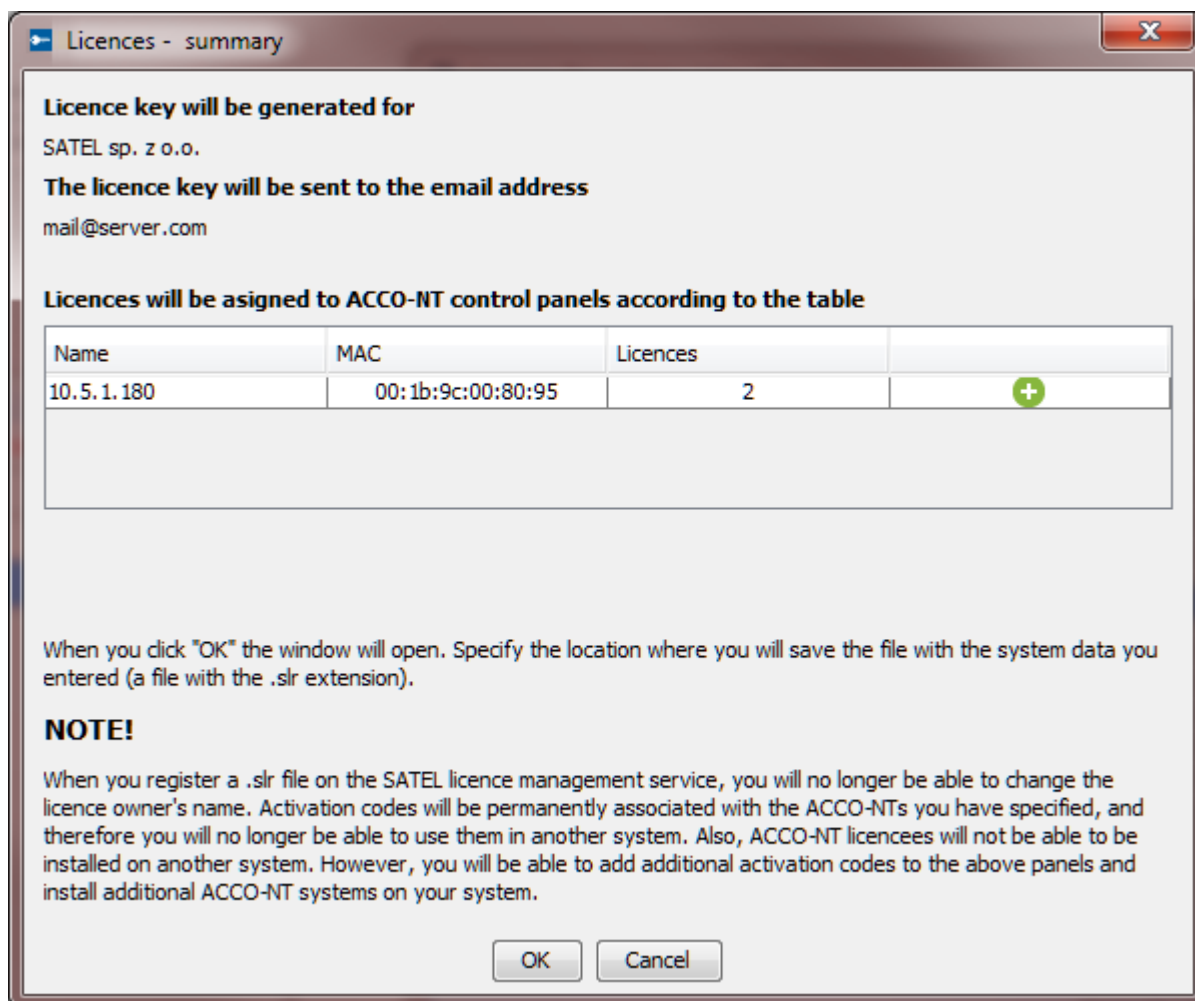 Licences -  summary
Licence key will be generated for
SATEL sp. z o.o.
The licence key will be sent to the email address
mail@server.com
Licences will be asigned to ACCO-NT control panels according to the table
Name MAC Licences
10.5.1.180 00:1b:9c:00:80:95 2
When you click "OK" the window will open. Specify the location where you will save the file with the system data you
entered (a file with the .slr extension).
NOTE!
When you register a .slr file on the SATEL licence management service, you will no longer be able to change the
licence owner's name. Activation codes will be permanently associated with the ACCO-NTs you have specified, and
therefore you will no longer be able to use them in another system. Also, ACCO-NT licencees will not be able to be
installed on another system. However, you will be able to add additional activation codes to the above panels and
install additional ACCO-NT systems on your system.
OK Cancel